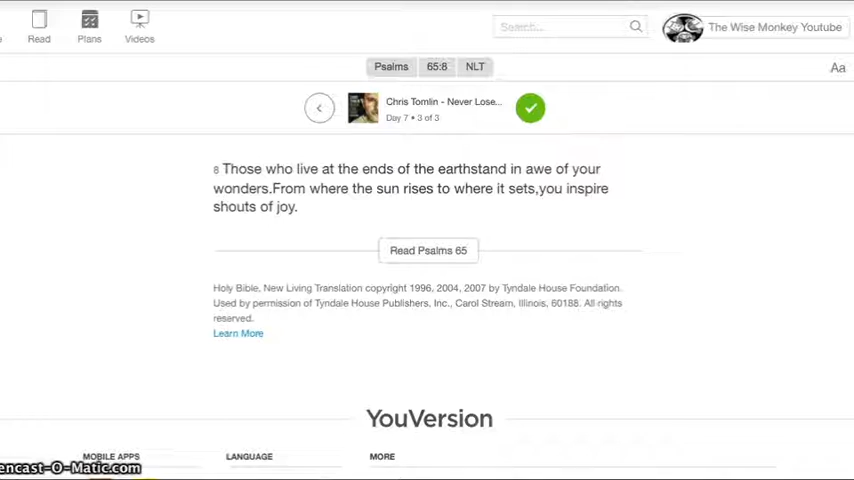 Read Plans Videos Search... The Wise Monkey Youtube
Psalms 65:8 NLT Aa
Chris Tomlin - Never Lose...
Day 7 • 3 of 3
8 Those who live at the ends of the earthstand in awe of your
wonders.From where the sun rises to where it sets,you inspire
shouts of joy.
Read Psalms 65
Holy Bible, New Living Translation copyright 1996, 2004, 2007 by Tyndale House Foundation.
Used by permission of Tyndale House Publishers, Inc., Carol Stream, Illinois, 60188. All rights
reserved.
Learn More
YouVersion
MOBILE APPS LANGUAGE MORE
encast-O-Matic.com